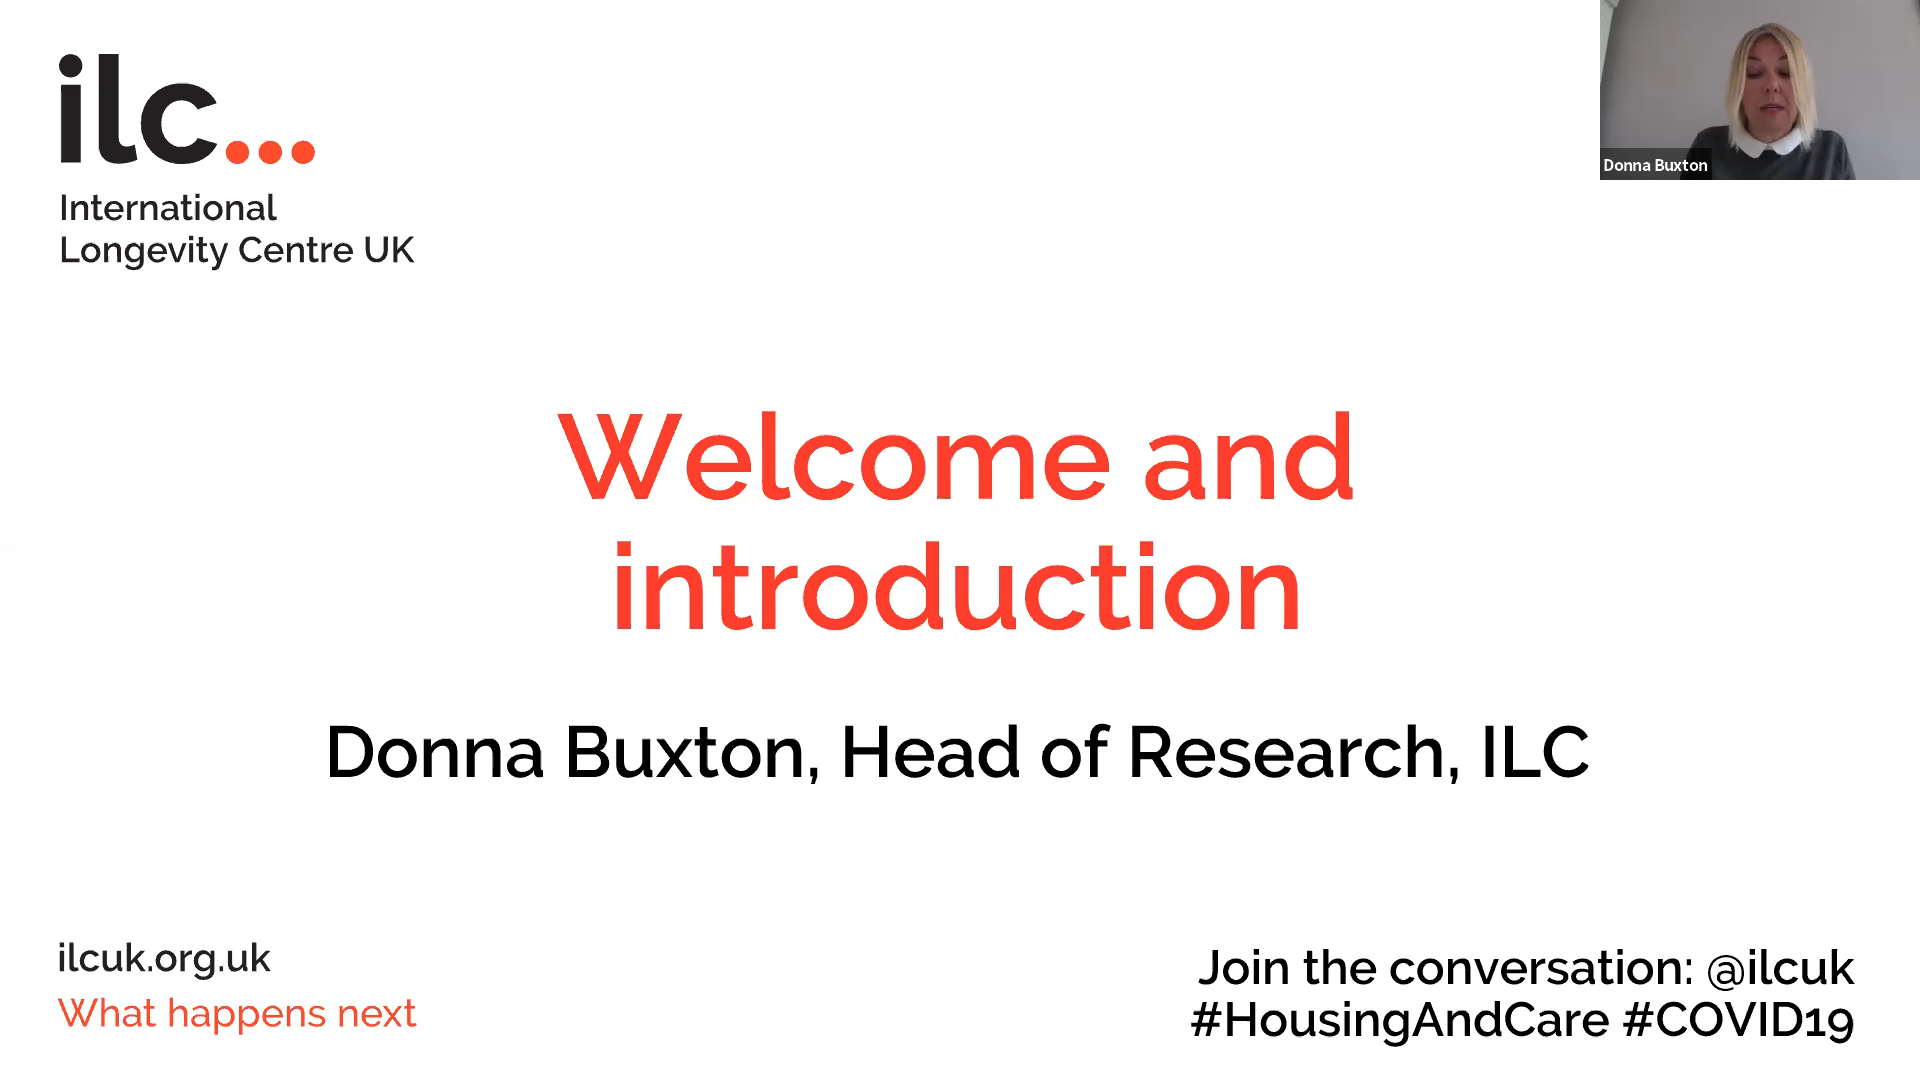 ilc...
International
Longevity Centre UK
Donna Buxton
Welcome and
introduction
Donna Buxton, Head of Research, ILC
ilcuk.org.uk
What happens next
Join the conversation: @ilcuk
#HousingAndCare #COVID19